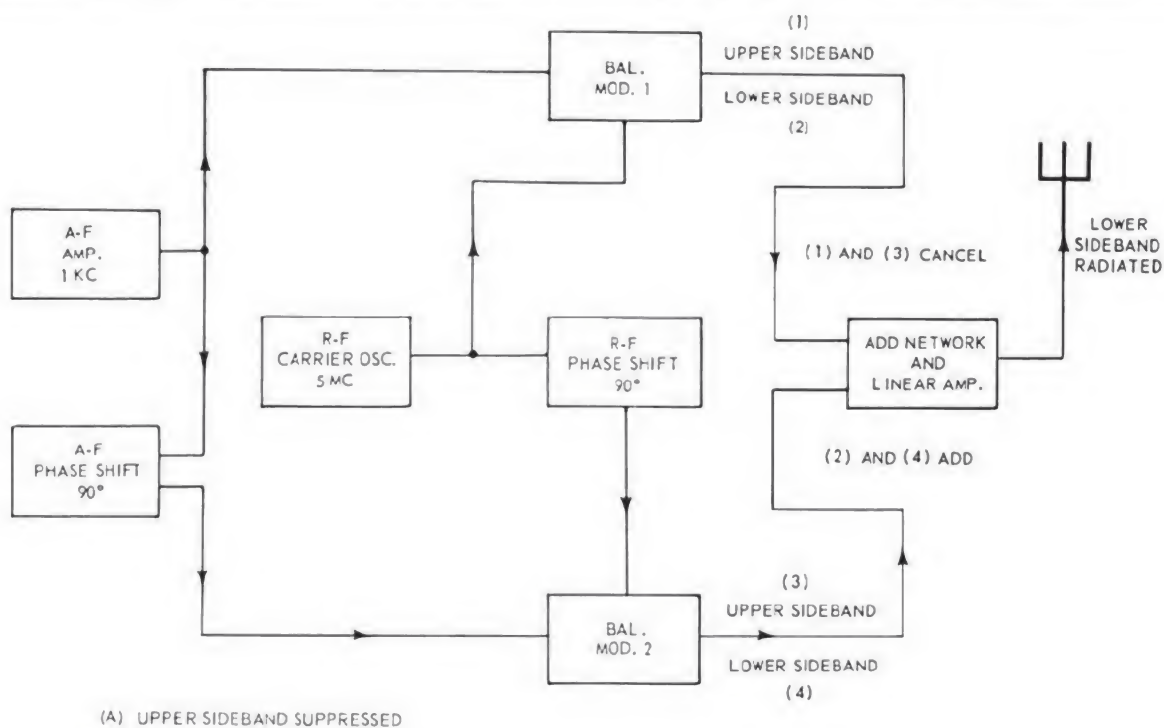 (1)
UPPER SIDEBAND
BAL.
MOD. 1
LOWER SIDEBAND
(2)
A-F
AMP.
1 KC
LOWER
SIDEBAND
RADIATED
(1) AND (3) CANCEL
R-F
CARRIER OSC.
5 MC
R-F
PHASE SHIFT
90°
ADD NETWORK
AND
LINEAR AMP.
A-F
PHASE SHIFT
90°
(2) AND (4) ADD
(3)
UPPER SIDEBAND
BAL.
MOD. 2
LOWER SIDEBAND
(4)
(A) UPPER SIDEBAND SUPPRESSED